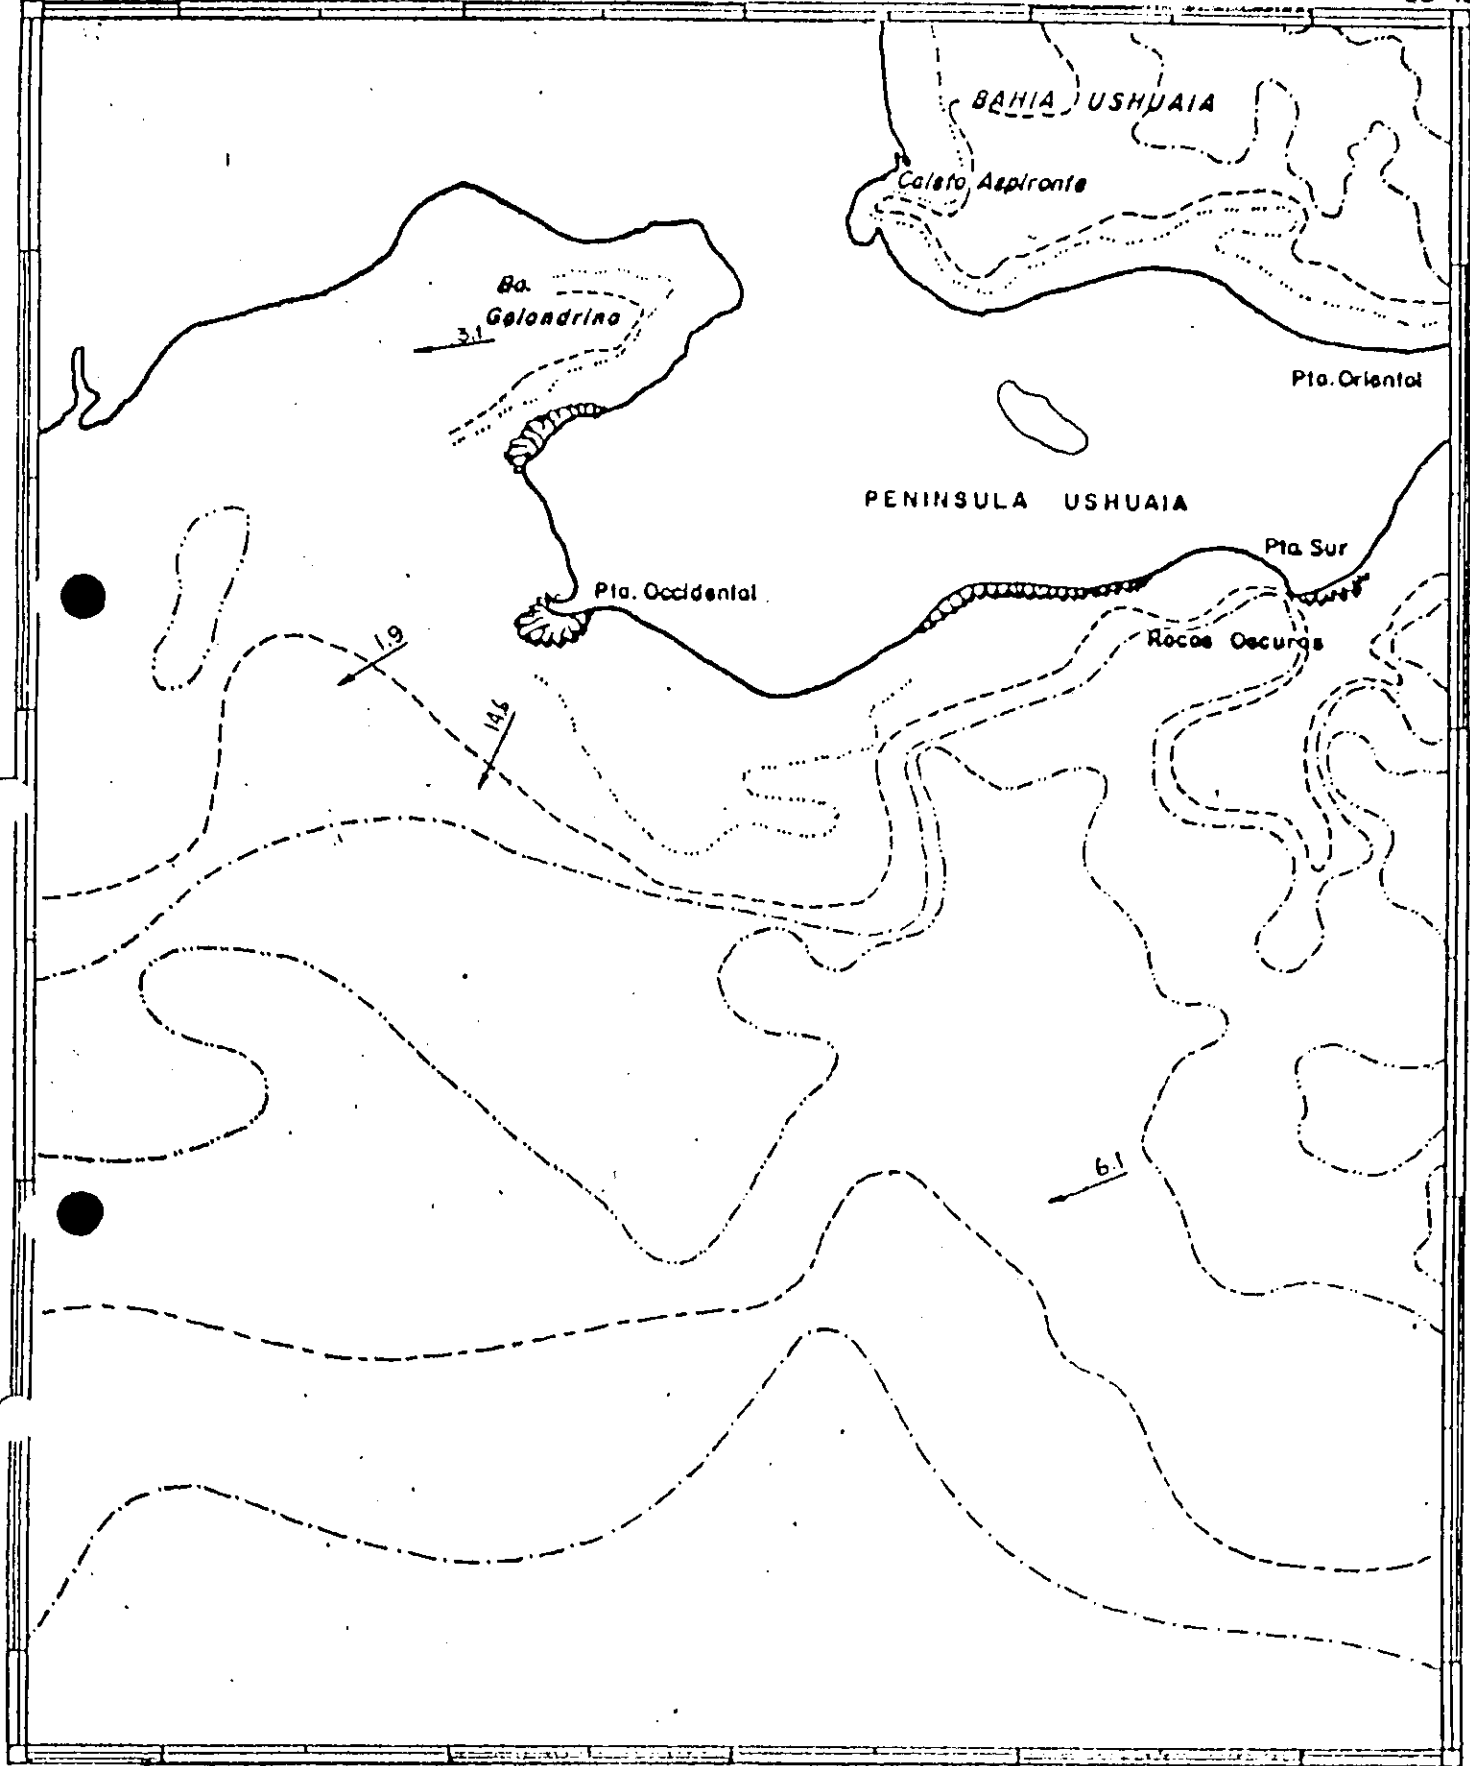 BAHIA USHUAIA
Caleta Aspirante
Ba.
Golondrina
3.1
Pta. Oriental
PENINSULA USHUAIA
Pta Sur
Pta. Occidental
Rocas Oscuras
1.9
14.6
6.1